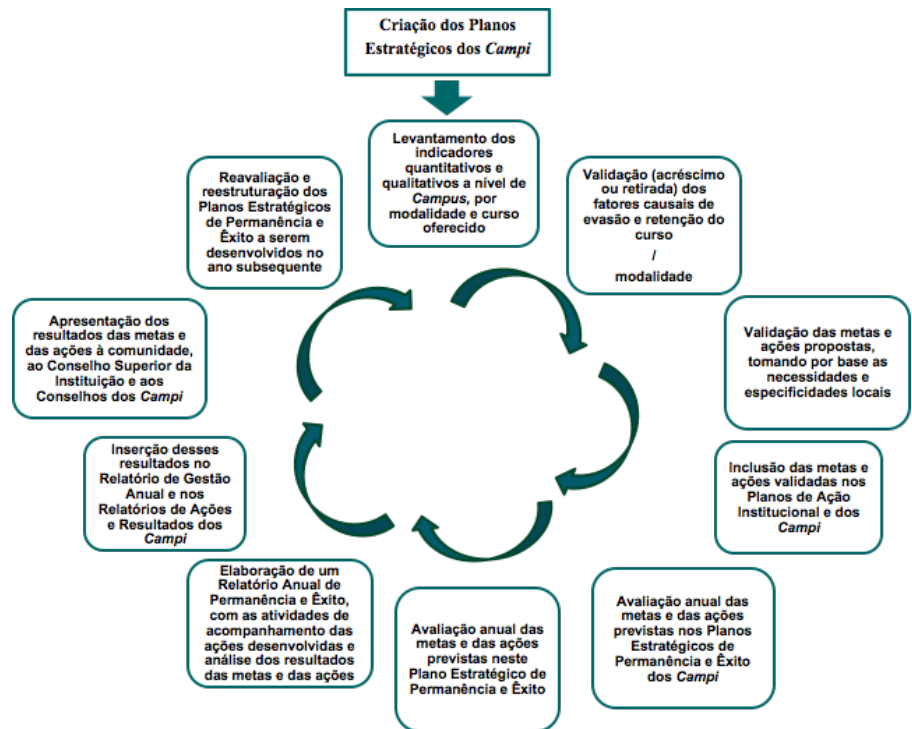 Criação dos Planos
Estratégicos dos Campi
Levantamento dos
indicadores
quantitativos e
qualitativos a nível de
Campus, por
modalidade e curso
oferecido
Validação (acréscimo
ou retirada) dos
fatores causais de
evasão e retenção do
curso
/
modalidade
Validação das metas e
ações propostas,
tomando por base as
necessidades e
especificidades locais
Inclusão das metas e
ações validadas nos
Planos de Ação
Institucional e dos
Campi
Avaliação anual das
metas e das ações
previstas nos Planos
Estratégicos de
Permanência e Êxito
dos Campi
Avaliação anual das
metas e das ações
previstas neste
Plano Estratégico de
Permanência e Êxito
Elaboração de um
Relatório Anual de
Permanência e Êxito,
com as atividades de
acompanhamento das
ações desenvolvidas e
análise dos resultados
das metas e das ações
Inserção desses
resultados no
Relatório de Gestão
Anual e nos
Relatórios de Ações
e Resultados dos
Campi
Apresentação dos
resultados das metas e
das ações à comunidade,
ao Conselho Superior da
Instituição e aos
Conselhos dos Campi
Reavaliação e
reestruturação dos
Planos Estratégicos
de Permanência e
Êxito a serem
desenvolvidos no
ano subsequente